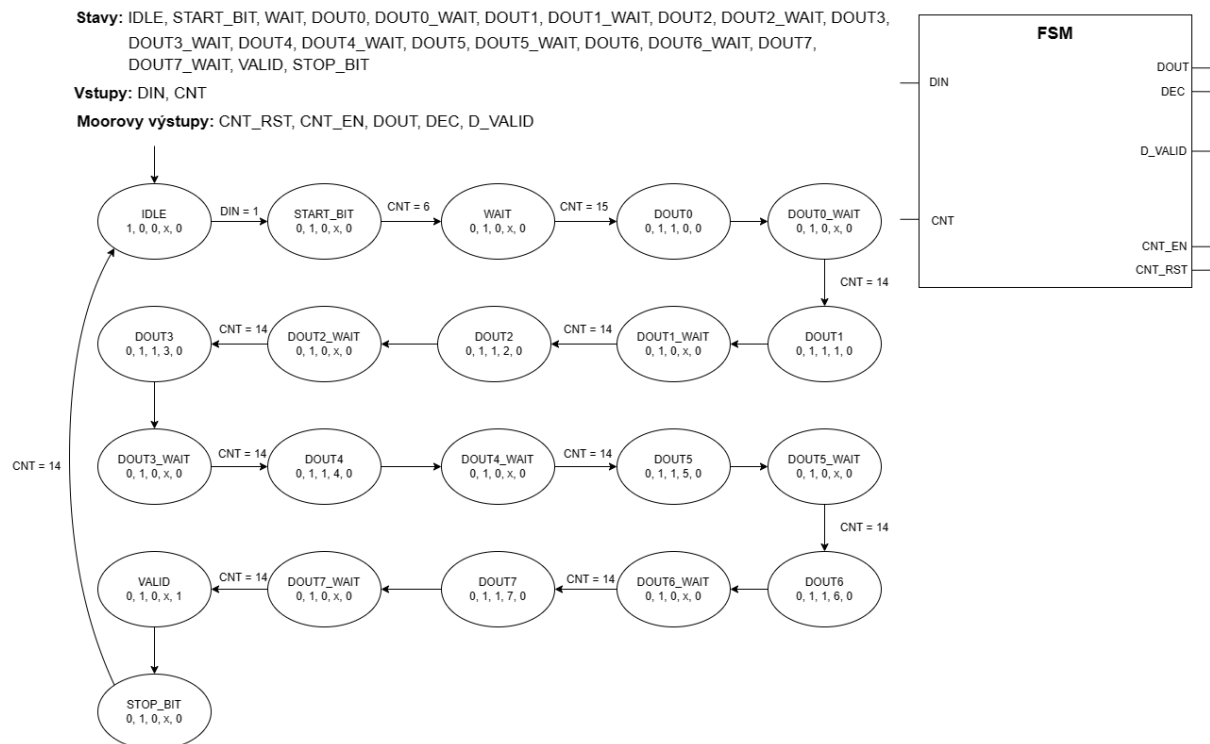 Stavy: IDLE, START_BIT, WAIT, DOUT0, DOUT0_WAIT, DOUT1, DOUT1_WAIT, DOUT2, DOUT2_WAIT, DOUT3,
DOUT3_WAIT, DOUT4, DOUT4_WAIT, DOUT5, DOUT5_WAIT, DOUT6, DOUT6_WAIT, DOUT7,
DOUT7_WAIT, VALID, STOP_BIT
Vstupy: DIN, CNT
Moorovy výstupy: CNT_RST, CNT_EN, DOUT, DEC, D_VALID
FSM
DIN
CNT
DOUT
DEC
D_VALID
CNT_EN
CNT_RST
IDLE
1, 0, 0, x, 0
DIN = 1
START_BIT
0, 1, 0, x, 0
CNT = 6
WAIT
0, 1, 0, x, 0
CNT = 15
DOUT0
0, 1, 1, 0, 0
DOUT0_WAIT
0, 1, 0, x, 0
CNT = 14
DOUT3
0, 1, 1, 3, 0
CNT = 14
DOUT2_WAIT
0, 1, 0, x, 0
DOUT2
0, 1, 1, 2, 0
CNT = 14
DOUT1_WAIT
0, 1, 0, x, 0
DOUT1
0, 1, 1, 1, 0
CNT = 14
DOUT3_WAIT
0, 1, 0, x, 0
CNT = 14
DOUT4
0, 1, 1, 4, 0
DOUT4_WAIT
0, 1, 0, x, 0
CNT = 14
DOUT5
0, 1, 1, 5, 0
DOUT5_WAIT
0, 1, 0, x, 0
CNT = 14
VALID
0, 1, 0, x, 1
CNT = 14
DOUT7_WAIT
0, 1, 0, x, 0
DOUT7
0, 1, 1, 7, 0
CNT = 14
DOUT6_WAIT
0, 1, 0, x, 0
DOUT6
0, 1, 1, 6, 0
STOP_BIT
0, 1, 0, x, 0